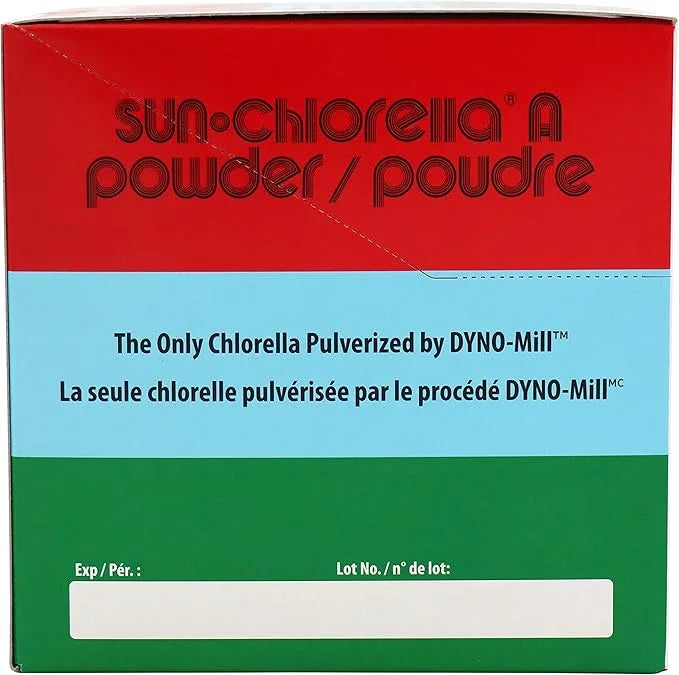 sun•chlorella® A
powder / poudre
The Only Chlorella Pulverized by DYNO-Mill™
La seule chlorelle pulvérisée par le procédé DYNO-Millᴹᶜ
Exp / Pér. : Lot No. / n° de lot: